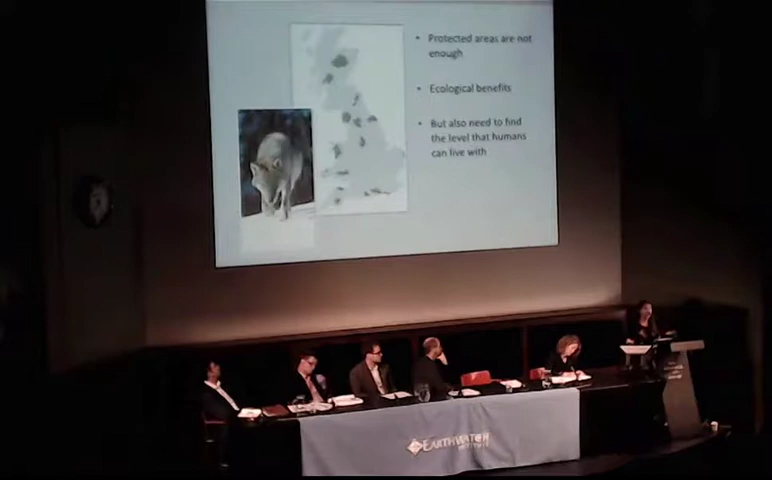 • Protected areas are not
enough
• Ecological benefits
• But also need to find
the level that humans
can live with
EARTHWATCH
INSTITUTE